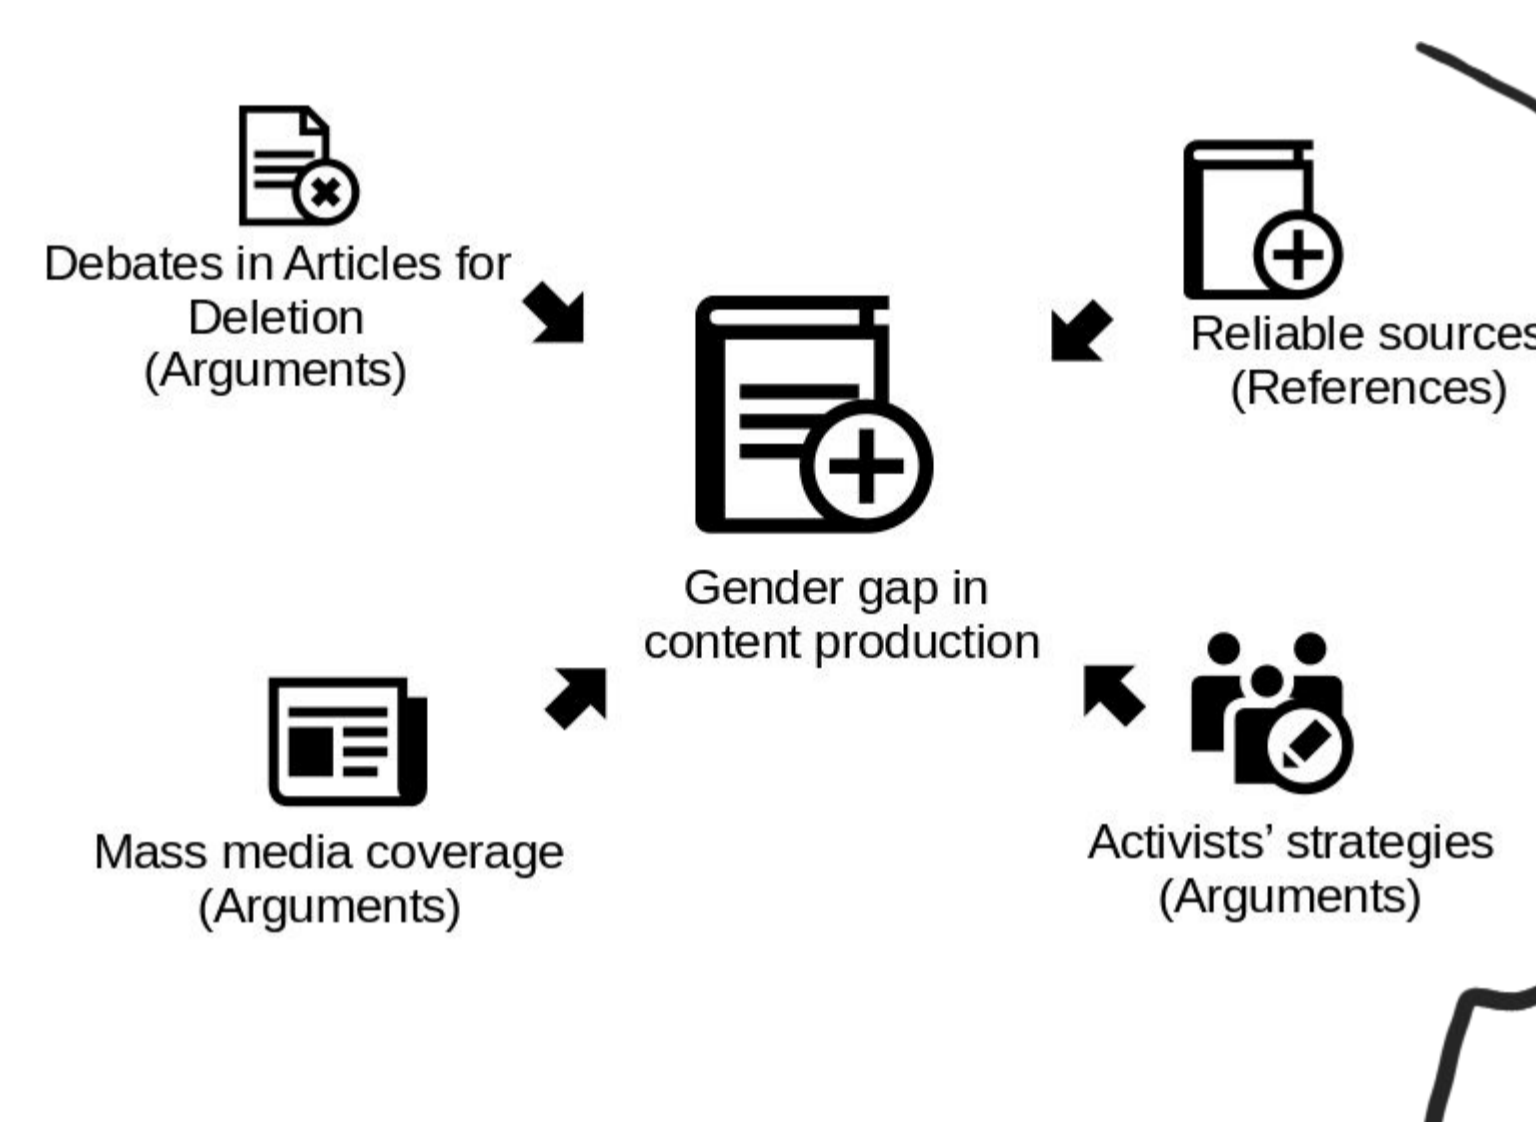 Debates in Articles for
Deletion
(Arguments)
Reliable sources
(References)
Gender gap in
content production
Mass media coverage
(Arguments)
Activists’ strategies
(Arguments)